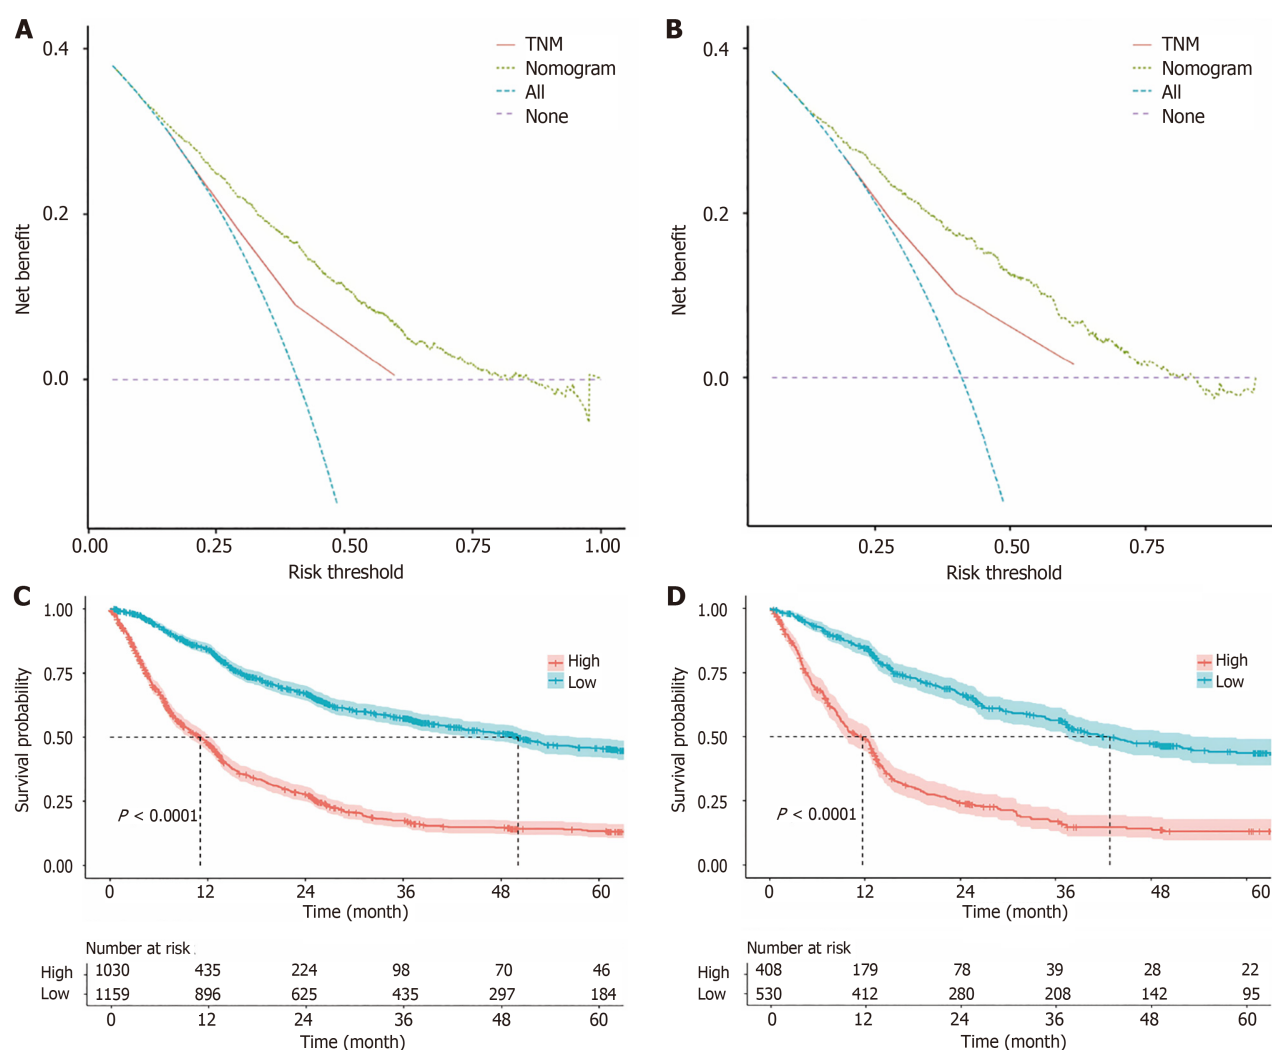 A
0.4
0.2
0.0
Net benefit
TNM
Nomogram
All
None
0.00 0.25 0.50 0.75 1.00
Risk threshold
B
0.4
0.2
0.0
Net benefit
TNM
Nomogram
All
None
0.25 0.50 0.75
Risk threshold
C
1.00
0.75
0.50
0.25
0.00
Survival probability
High
Low
P < 0.0001
0 12 24 36 48 60
Time (month)
Number at risk
High 1030 435 224 98 70 46
Low 1159 896 625 435 297 184
0 12 24 36 48 60
Time (month)
D
1.00
0.75
0.50
0.25
0.00
Survival probability
High
Low
P < 0.0001
0 12 24 36 48 60
Time (month)
Number at risk
High 408 179 78 39 28 22
Low 530 412 280 208 142 95
0 12 24 36 48 60
Time (month)